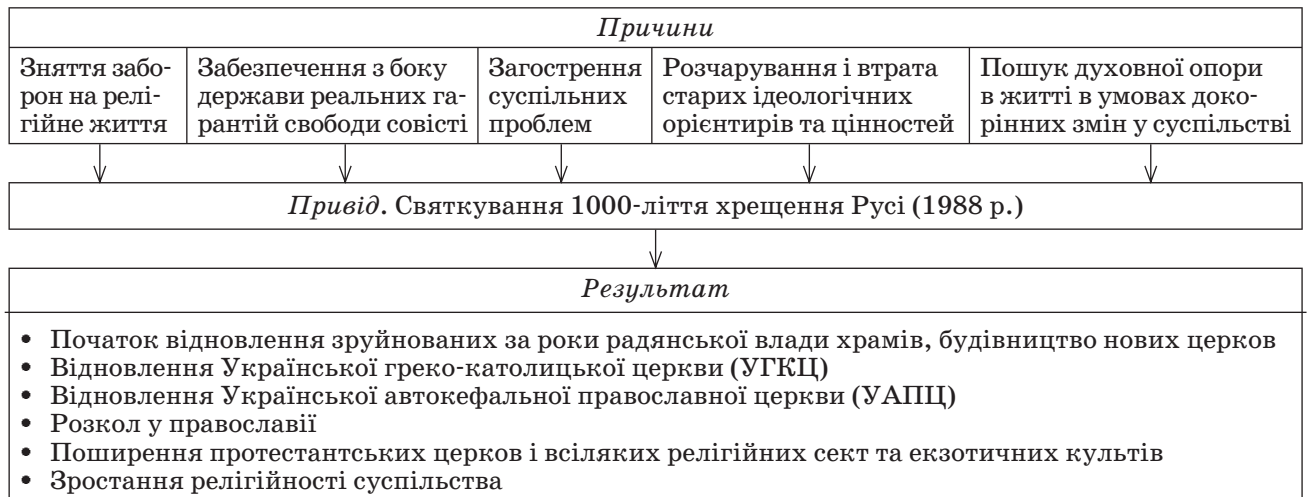 Причини
Зняття забо-
рон на релі-
гійне життя
Забезпечення з боку
держави реальних га-
рантій свободи совісті
Загострення
суспільних
проблем
Розчарування і втрата
старих ідеологічних
орієнтирів та цінностей
Пошук духовної опори
в житті в умовах доко-
рінних змін у суспільстві
Привід. Святкування 1000-ліття хрещення Русі (1988 р.)
Результат
• Початок відновлення зруйнованих за роки радянської влади храмів, будівництво нових церков
• Відновлення Української греко-католицької церкви (УГКЦ)
• Відновлення Української автокефальної православної церкви (УАПЦ)
• Розкол у православії
• Поширення протестантських церков і всіляких релігійних сект та екзотичних культів
• Зростання релігійності суспільства